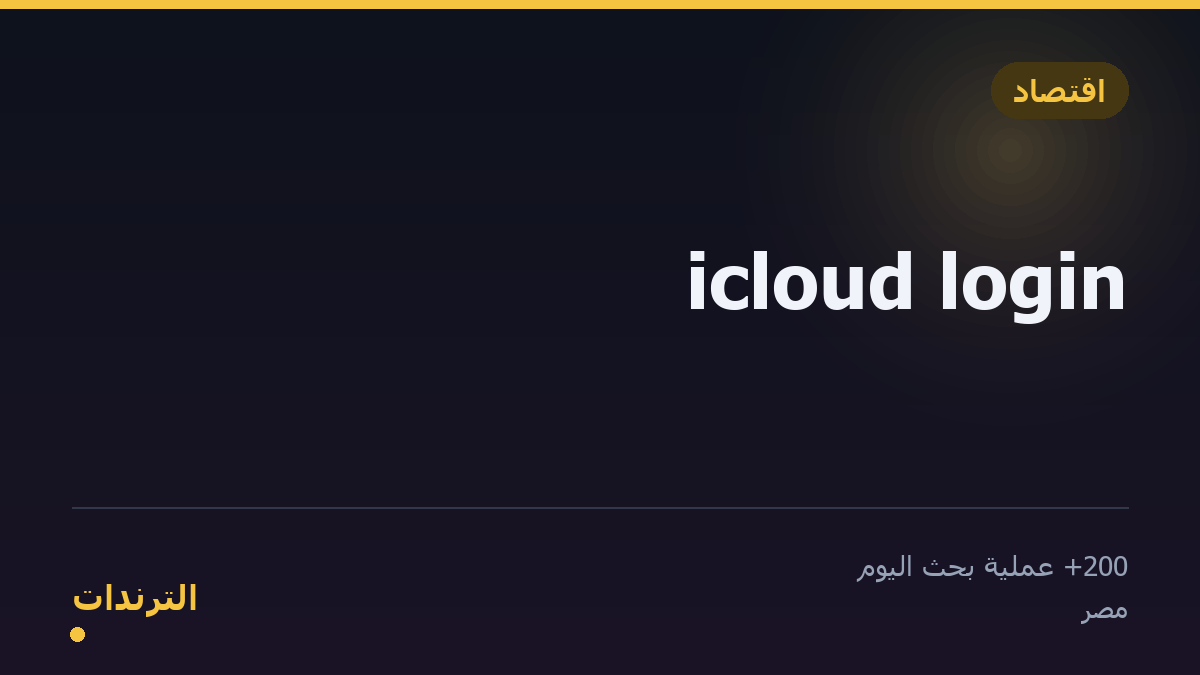 اقتصاد
icloud login
200+ عملية بحث اليوم
مصر
الترندات